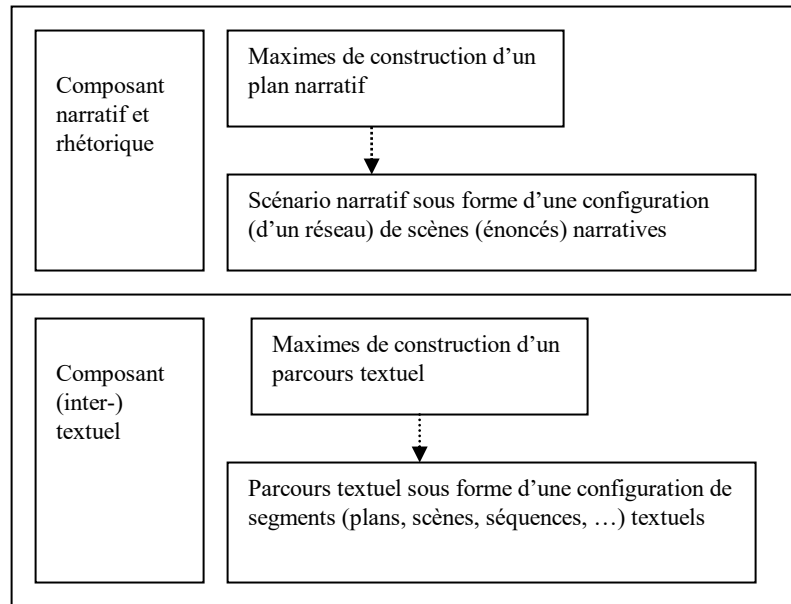 Composant
narratif et
rhétorique
Maximes de construction d’un
plan narratif
Scénario narratif sous forme d’une configuration
(d’un réseau) de scènes (énoncés) narratives
Composant
(inter-)
textuel
Maximes de construction d’un
parcours textuel
Parcours textuel sous forme d’une configuration de
segments (plans, scènes, séquences, …) textuels